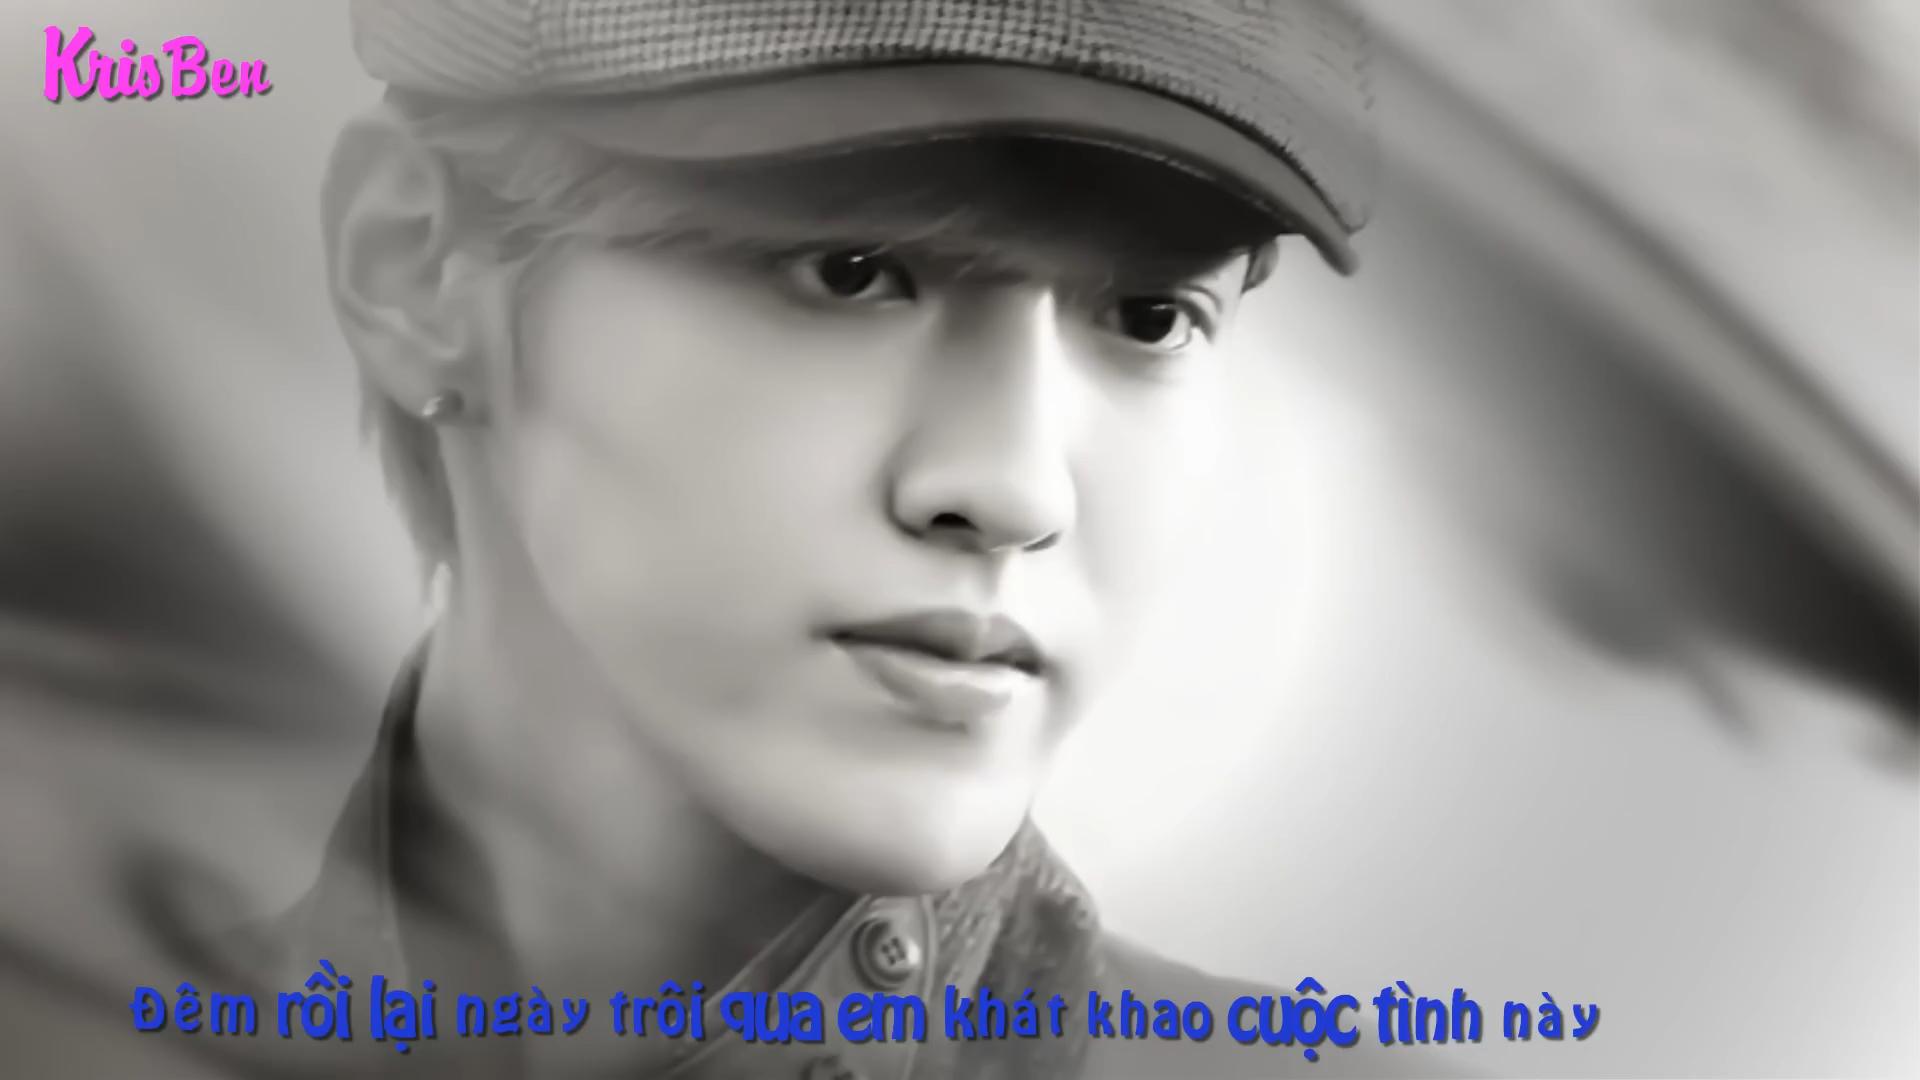 KrisBen
Đêm rồi lại ngày trôi qua em khát khao cuộc tình này